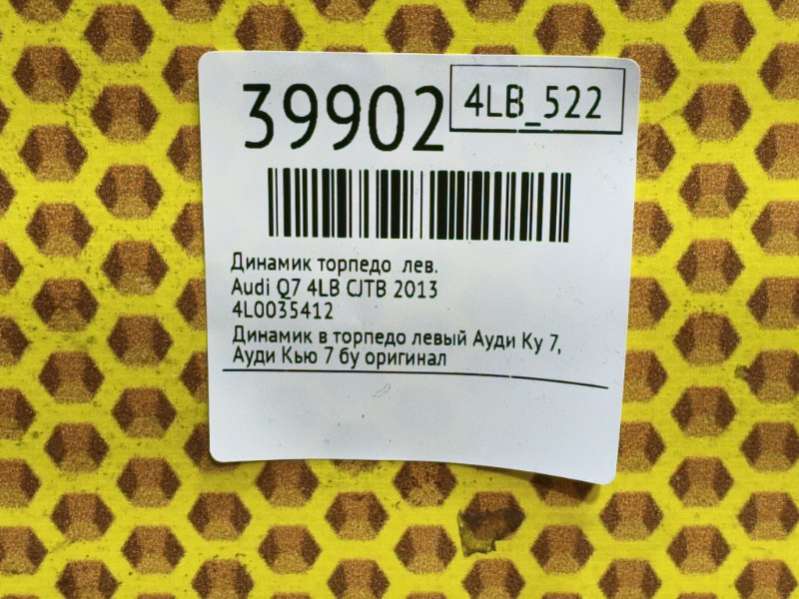 39902
4LB_522
Динамик торпедо лев.
Audi Q7 4LB CJTB 2013
4L0035412
Динамик в торпедо левый Ауди Ку 7,
Ауди Кью 7 бу оригинал